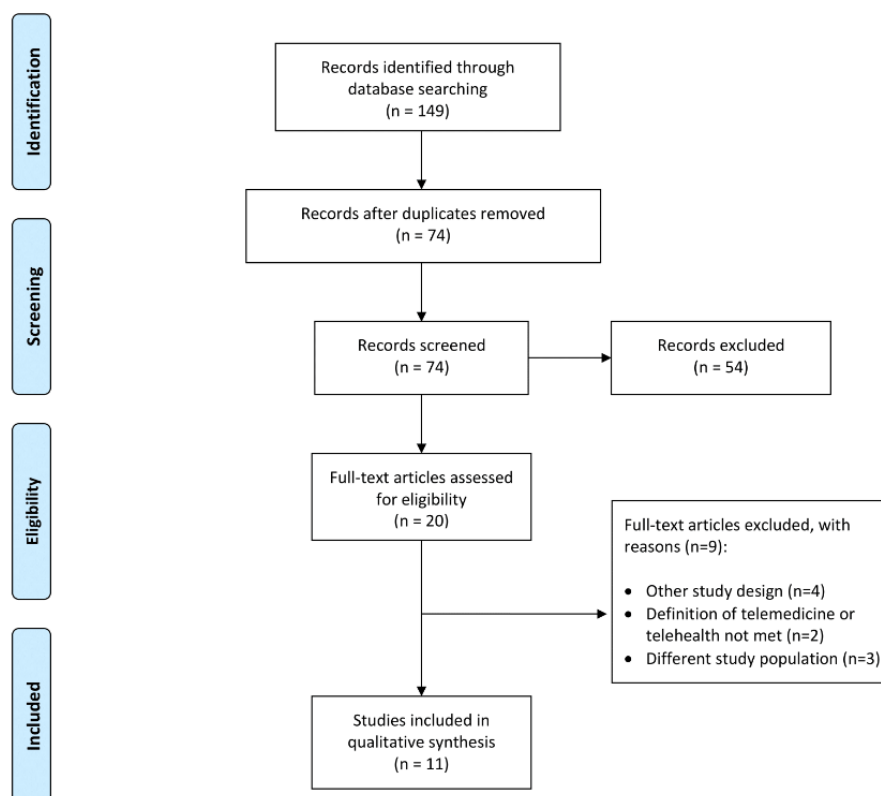 Identification
Records identified through
database searching
(n = 149)
Records after duplicates removed
(n = 74)
Screening
Records screened
(n = 74)
Records excluded
(n = 54)
Eligibility
Full-text articles assessed
for eligibility
(n = 20)
Full-text articles excluded, with
reasons (n=9):
• Other study design (n=4)
• Definition of telemedicine or
telehealth not met (n=2)
• Different study population (n=3)
Included
Studies included in
qualitative synthesis
(n = 11)